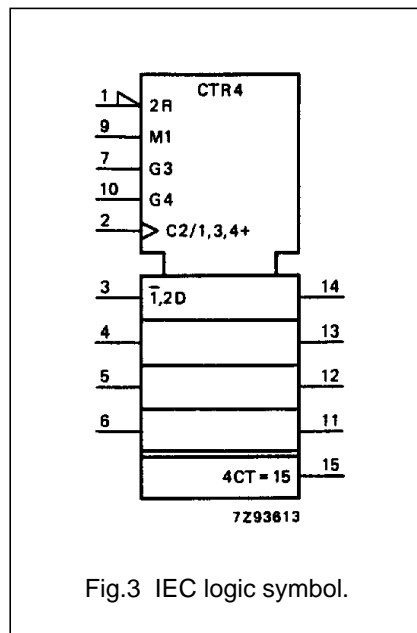 CTR4
1
2R
9
M1
7
G3
10
G4
2
C2/1,3,4+
3
1̅,2D
14
4
13
5
12
6
11
4CT = 15
15
7Z93613
Fig.3 IEC logic symbol.